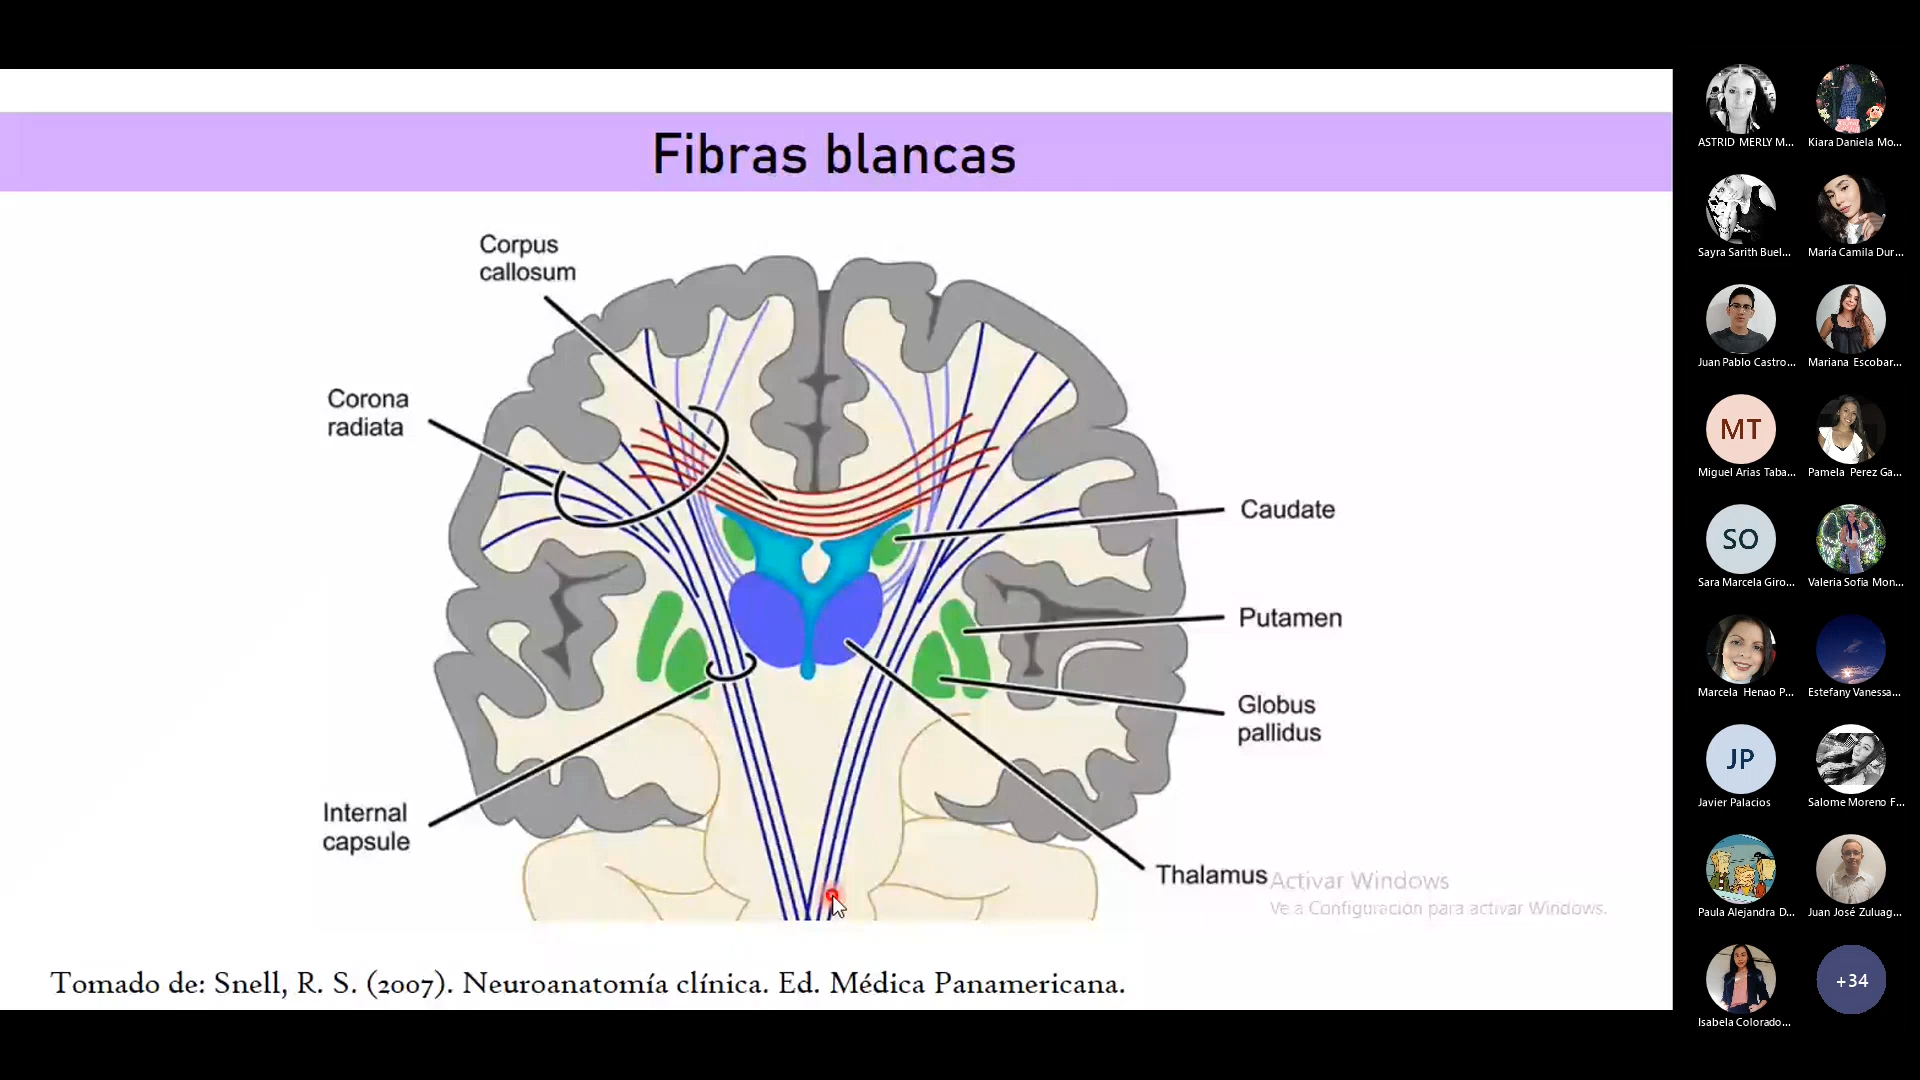 Fibras blancas
Corpus
callosum
Corona
radiata
Caudate
Putamen
Globus
pallidus
Internal
capsule
Thalamus
Activar Windows
Ve a Configuración para activar Windows.
Tomado de: Snell, R. S. (2007). Neuroanatomía clínica. Ed. Médica Panamericana.
ASTRID MERLY M...
Kiara Daniela Mo...
Sayra Sarith Buel...
María Camila Dur...
Juan Pablo Castro...
Mariana Escobar...
MT
Miguel Arias Taba...
Pamela Perez Ga...
SO
Sara Marcela Giro...
Valeria Sofia Mon...
Marcela Henao P...
Estefany Vanessa...
JP
Javier Palacios
Salome Moreno F...
Paula Alejandra D...
Juan José Zuluag...
Isabela Colorado...
+34